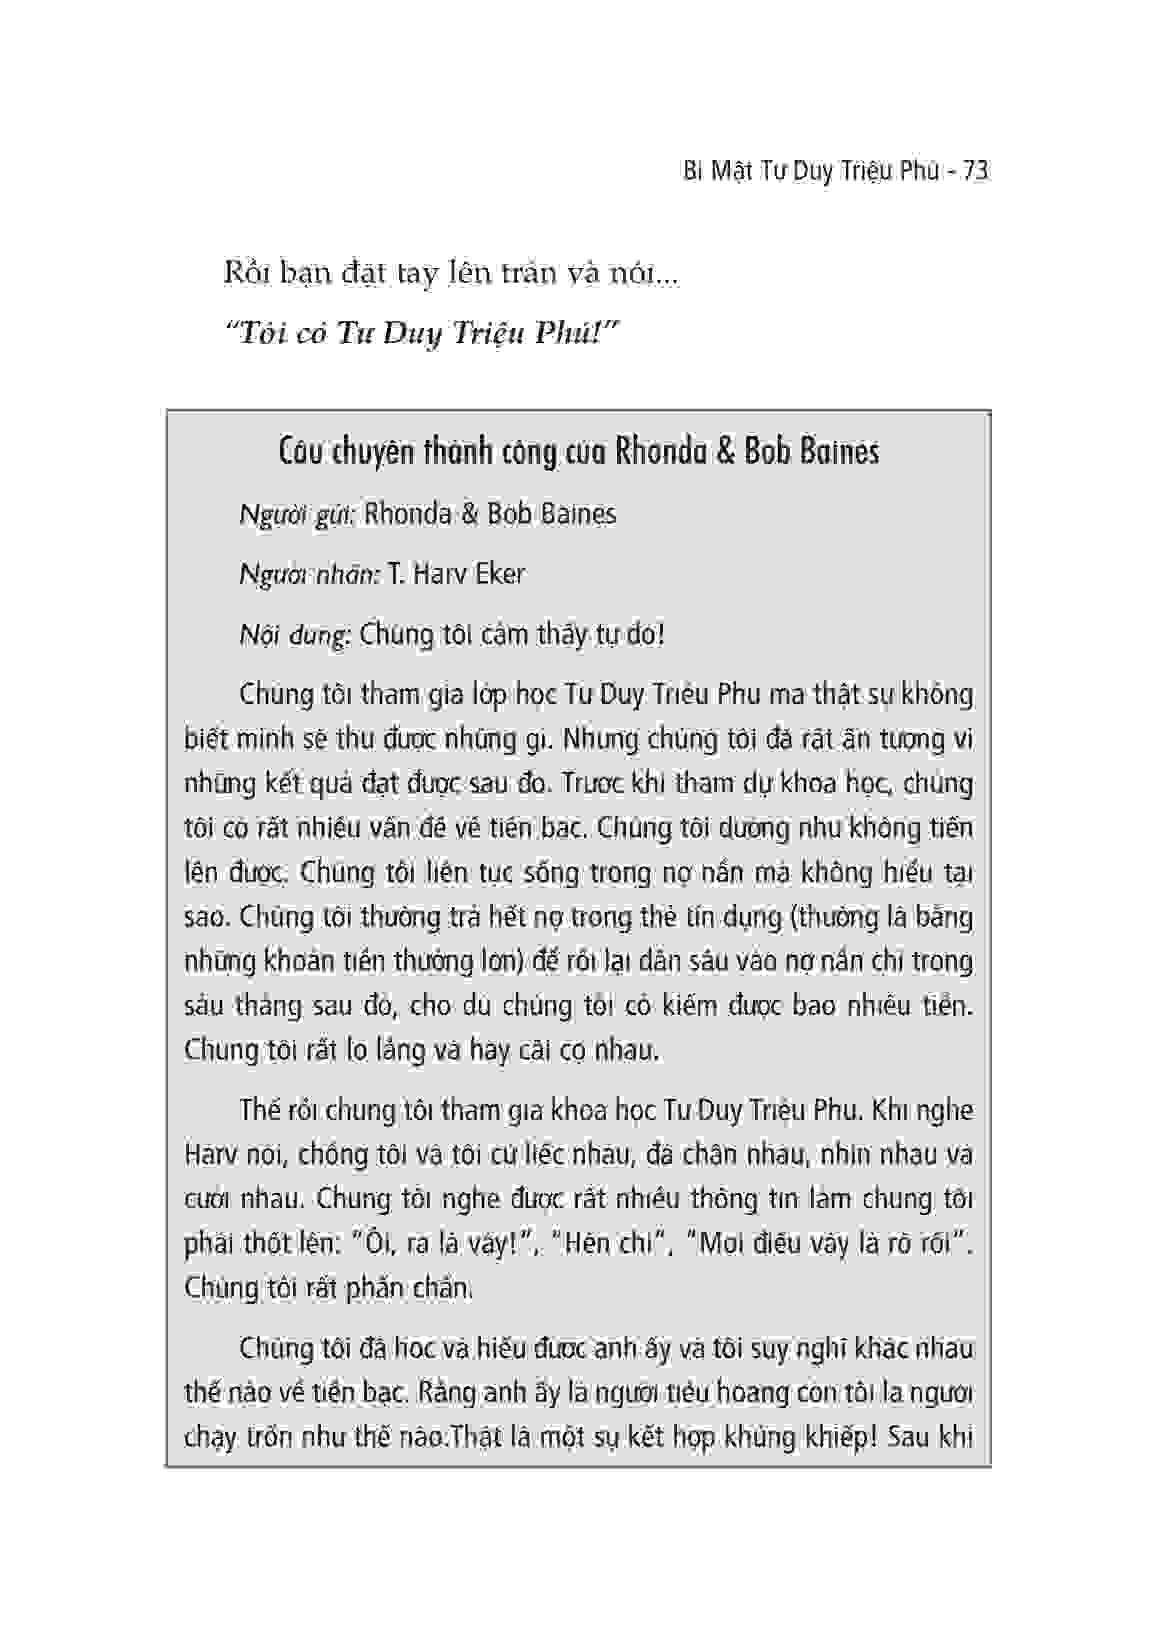 Bí Mật Tư Duy Triệu Phú - 73
Rồi bạn đặt tay lên trán và nói...
“Tôi có Tư Duy Triệu Phú!”
Câu chuyện thành công của Rhonda & Bob Baines
Người gửi: Rhonda & Bob Baines
Người nhận: T. Harv Eker
Nội dung: Chúng tôi cảm thấy tự do!
Chúng tôi tham gia lớp học Tư Duy Triệu Phú mà thật sự không
biết mình sẽ thu được những gì. Nhưng chúng tôi đã rất ấn tượng vì
những kết quả đạt được sau đó. Trước khi tham dự khóa học, chúng
tôi có rất nhiều vấn đề về tiền bạc. Chúng tôi dường như không tiến
lên được. Chúng tôi liên tục sống trong nợ nần mà không hiểu tại
sao. Chúng tôi thường trả hết nợ trong thẻ tín dụng (thường là bằng
những khoản tiền thưởng lớn) để rồi lại dấn sâu vào nợ nần chỉ trong
sáu tháng sau đó, cho dù chúng tôi có kiếm được bao nhiêu tiền.
Chúng tôi rất lo lắng và hay cãi cọ nhau.
Thế rồi chúng tôi tham gia khóa học Tư Duy Triệu Phú. Khi nghe
Harv nói, chồng tôi và tôi cứ liếc nhau, đá chân nhau, nhìn nhau và
cười nhau. Chúng tôi nghe được rất nhiều thông tin làm chúng tôi
phải thốt lên: “Ôi, ra là vậy!”, “Hèn chi”, “Mọi điều vậy là rõ rồi”.
Chúng tôi rất phấn chấn.
Chúng tôi đã học và hiểu được anh ấy và tôi suy nghĩ khác nhau
thế nào về tiền bạc. Rằng anh ấy là người tiêu hoang còn tôi là người
chạy trốn như thế nào.Thật là một sự kết hợp khủng khiếp! Sau khi